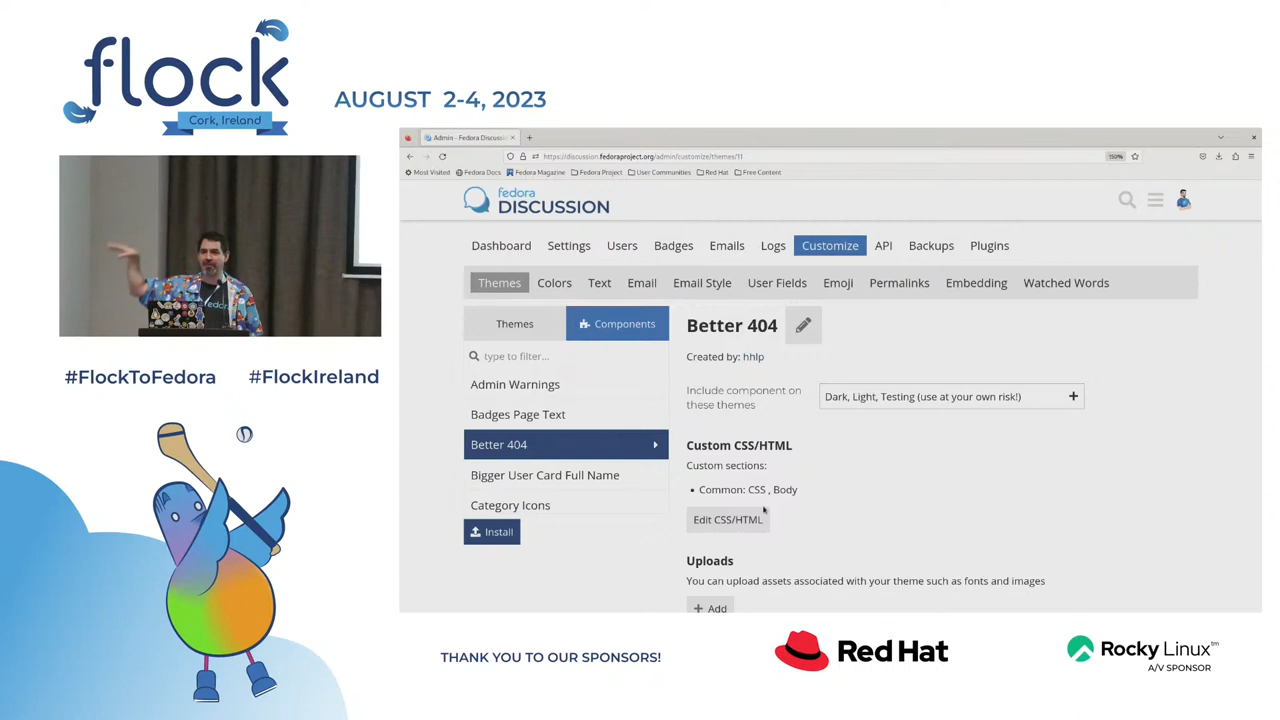 flock
Cork, Ireland
AUGUST 2-4, 2023
Admin - Fedora Discussi
https://discussion.fedoraproject.org/admin/customize/themes/11
150%
Most Visited
Fedora Docs
Fedora Magazine
Fedora Project
User Communities
Red Hat
Free Content
fedora
DISCUSSION
Dashboard Settings Users Badges Emails Logs Customize API Backups Plugins
Themes Colors Text Email Email Style User Fields Emoji Permalinks Embedding Watched Words
Themes Components
type to filter...
Admin Warnings
Badges Page Text
Better 404
Bigger User Card Full Name
Category Icons
Install
Better 404
Created by: hhlp
Include component on
these themes
Dark, Light, Testing (use at your own risk!)
Custom CSS/HTML
Custom sections:
• Common: CSS , Body
Edit CSS/HTML
Uploads
You can upload assets associated with your theme such as fonts and images
+ Add
#FlockToFedora #FlockIreland
THANK YOU TO OUR SPONSORS!
Red Hat
Rocky Linux™
A/V SPONSOR